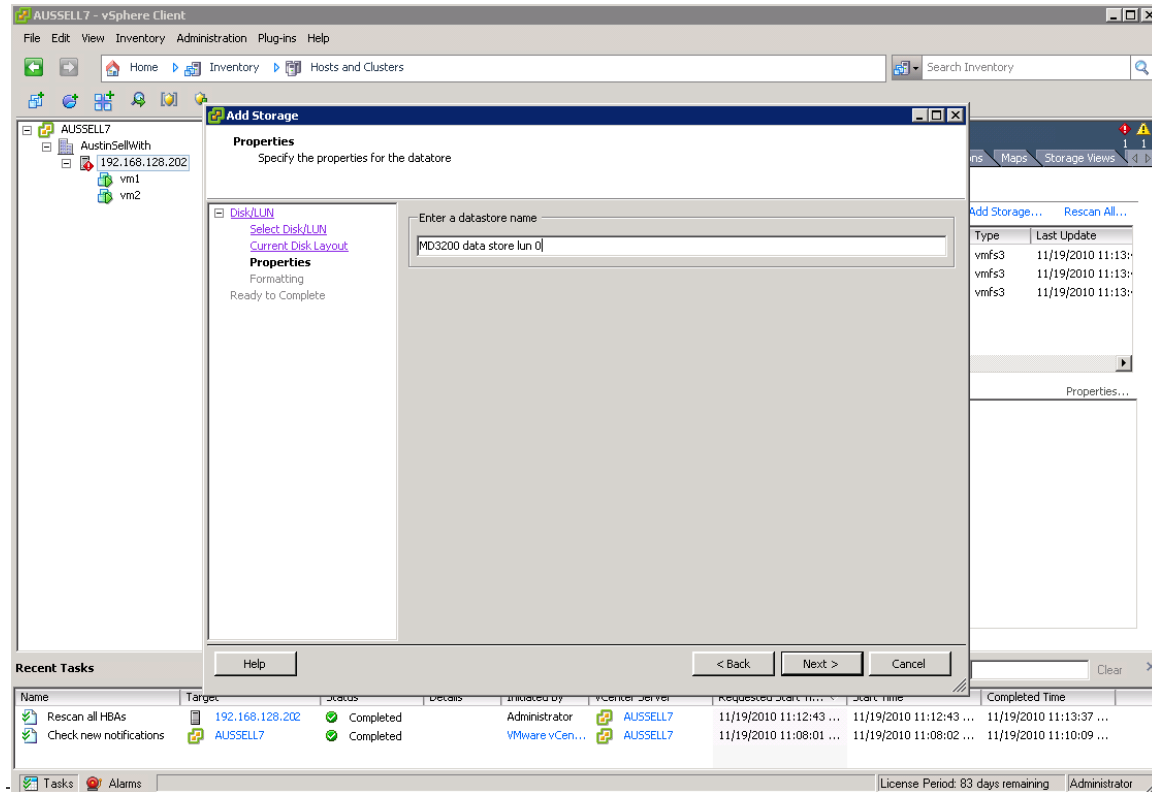 AUSSELL7 - vSphere Client
File Edit View Inventory Administration Plug-ins Help
Home Inventory Hosts and Clusters Search Inventory
AUSSELL7
AustinSellWith
192.168.128.202
vm1
vm2
1 1
ns Maps Storage Views
Add Storage... Rescan All...
Type Last Update
vmfs3 11/19/2010 11:13:
vmfs3 11/19/2010 11:13:
vmfs3 11/19/2010 11:13:
Properties...
Add Storage
Properties
Specify the properties for the datatore
Disk/LUN
Select Disk/LUN
Current Disk Layout
Properties
Formatting
Ready to Complete
Enter a datastore name
MD3200 data store lun 0
Help < Back Next > Cancel
Recent Tasks Clear
Name Target Status Details Initiated by vCenter Server Requested Start Ti... Start Time Completed Time
Rescan all HBAs 192.168.128.202 Completed Administrator AUSSELL7 11/19/2010 11:12:43 ... 11/19/2010 11:12:43 ... 11/19/2010 11:13:37 ...
Check new notifications AUSSELL7 Completed VMware vCen... AUSSELL7 11/19/2010 11:08:01 ... 11/19/2010 11:08:02 ... 11/19/2010 11:10:09 ...
Tasks Alarms License Period: 83 days remaining Administrator